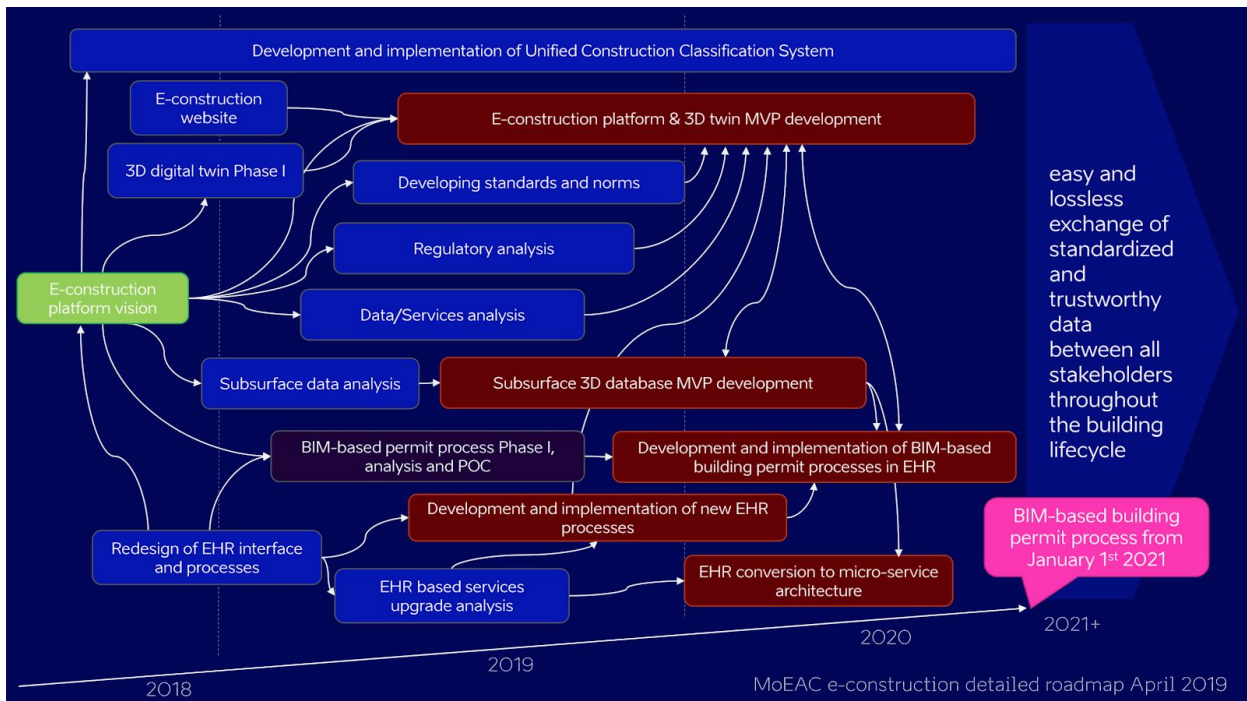 Development and implementation of Unified Construction Classification System
E-construction
website
E-construction platform & 3D twin MVP development
3D digital twin Phase I
Developing standards and norms
Regulatory analysis
E-construction
platform vision
Data/Services analysis
Subsurface data analysis
Subsurface 3D database MVP development
BIM-based permit process Phase I,
analysis and POC
Development and implementation of BIM-based
building permit processes in EHR
Development and implementation of new EHR
processes
Redesign of EHR interface
and processes
EHR based services
upgrade analysis
EHR conversion to micro-service
architecture
easy and
lossless
exchange of
standardized
and
trustworthy
data
between all
stakeholders
throughout
the building
lifecycle
BIM-based building
permit process from
January 1st 2021
2018
2019
2020
2021+
MoEAC e-construction detailed roadmap April 2019